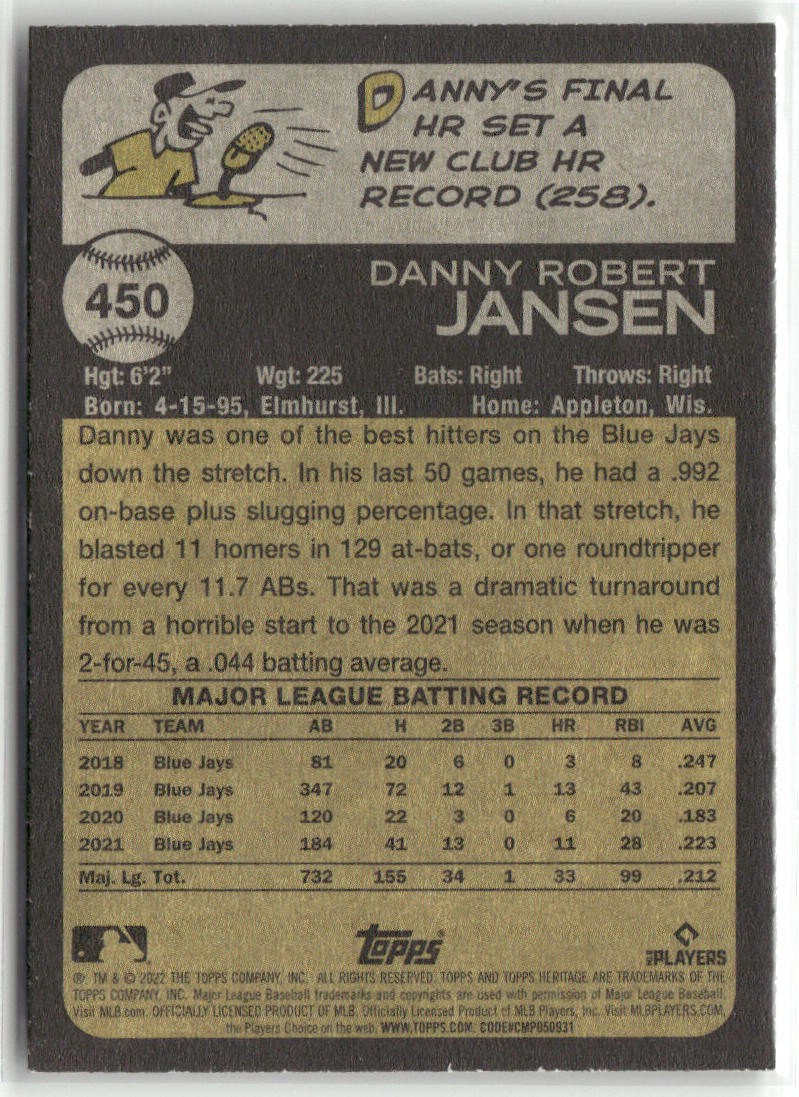 DANNY'S FINAL
HR SET A
NEW CLUB HR
RECORD (258).
450
DANNY ROBERT
JANSEN
Hgt: 6'2" Wgt: 225 Bats: Right Throws: Right
Born: 4-15-95, Elmhurst, Ill. Home: Appleton, Wis.
Danny was one of the best hitters on the Blue Jays
down the stretch. In his last 50 games, he had a .992
on-base plus slugging percentage. In that stretch, he
blasted 11 homers in 129 at-bats, or one roundtripper
for every 11.7 ABs. That was a dramatic turnaround
from a horrible start to the 2021 season when he was
2-for-45, a .044 batting average.
MAJOR LEAGUE BATTING RECORD
YEAR TEAM AB H 2B 3B HR RBI AVG
2018 Blue Jays 81 20 6 0 3 8 .247
2019 Blue Jays 347 72 12 1 13 43 .207
2020 Blue Jays 120 22 3 0 6 20 .183
2021 Blue Jays 184 41 13 0 11 28 .223
Maj. Lg. Tot. 732 155 34 1 33 99 .212
TOPPS®
MLB PLAYERS
® TM & © 2022 THE TOPPS COMPANY, INC. ALL RIGHTS RESERVED. TOPPS AND TOPPS HERITAGE ARE TRADEMARKS OF THE
TOPPS COMPANY, INC. Major League Baseball trademarks and copyrights are used with permission of Major League Baseball.
Visit MLB.com. OFFICIALLY LICENSED PRODUCT OF MLB. Officially Licensed Product of MLB Players, Inc. Visit MLBPLAYERS.COM,
the Players Choice on the web. WWW.TOPPS.COM. CODE#CMP050931